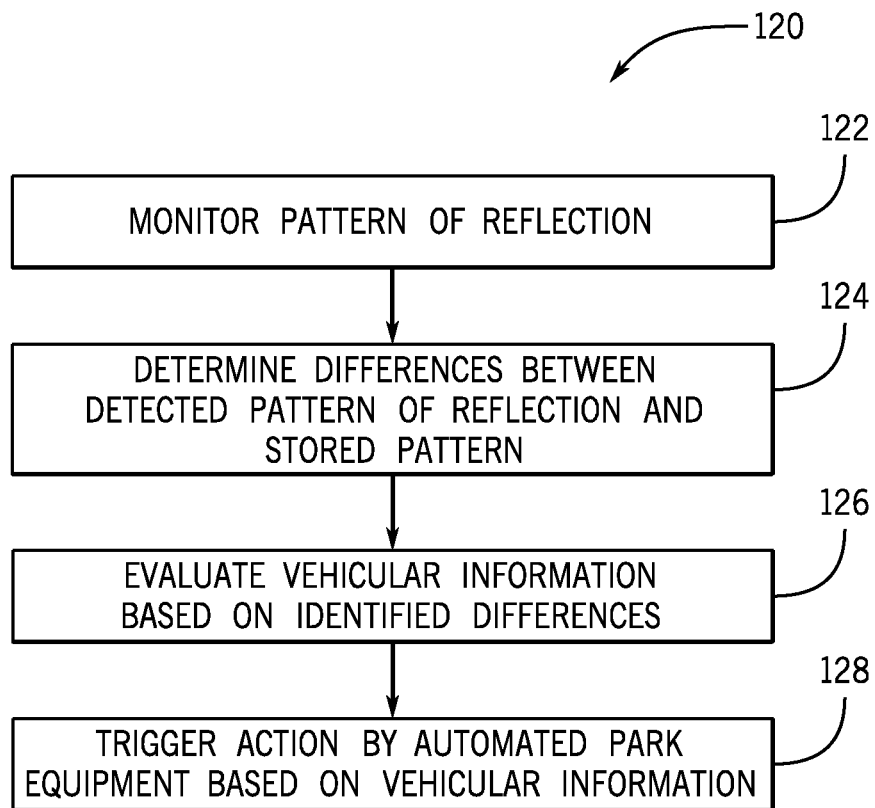 120
122
MONITOR PATTERN OF REFLECTION
124
DETERMINE DIFFERENCES BETWEEN
DETECTED PATTERN OF REFLECTION AND
STORED PATTERN
126
EVALUATE VEHICULAR INFORMATION
BASED ON IDENTIFIED DIFFERENCES
128
TRIGGER ACTION BY AUTOMATED PARK
EQUIPMENT BASED ON VEHICULAR INFORMATION